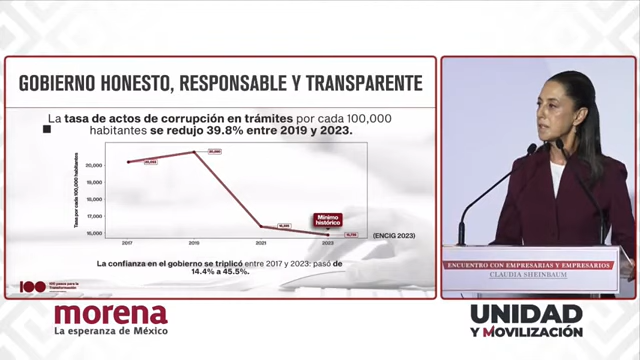 GOBIERNO HONESTO, RESPONSABLE Y TRANSPARENTE
La tasa de actos de corrupción en trámites por cada 100,000
habitantes se redujo 39.8% entre 2019 y 2023.
Tasa por cada 100,000 habitantes
20,000
19,000
18,000
17,000
16,000
Mínimo
histórico
2017
2019
2021
2023
(ENCIG 2023)
La confianza en el gobierno se triplicó entre 2017 y 2023: pasó de
14.4% a 45.5%.
100
ENCUENTRO CON EMPRESARIAS Y EMPRESARIOS
CLAUDIA SHEINBAUM
morena
La esperanza de México
UNIDAD
Y MOVILIZACIÓN